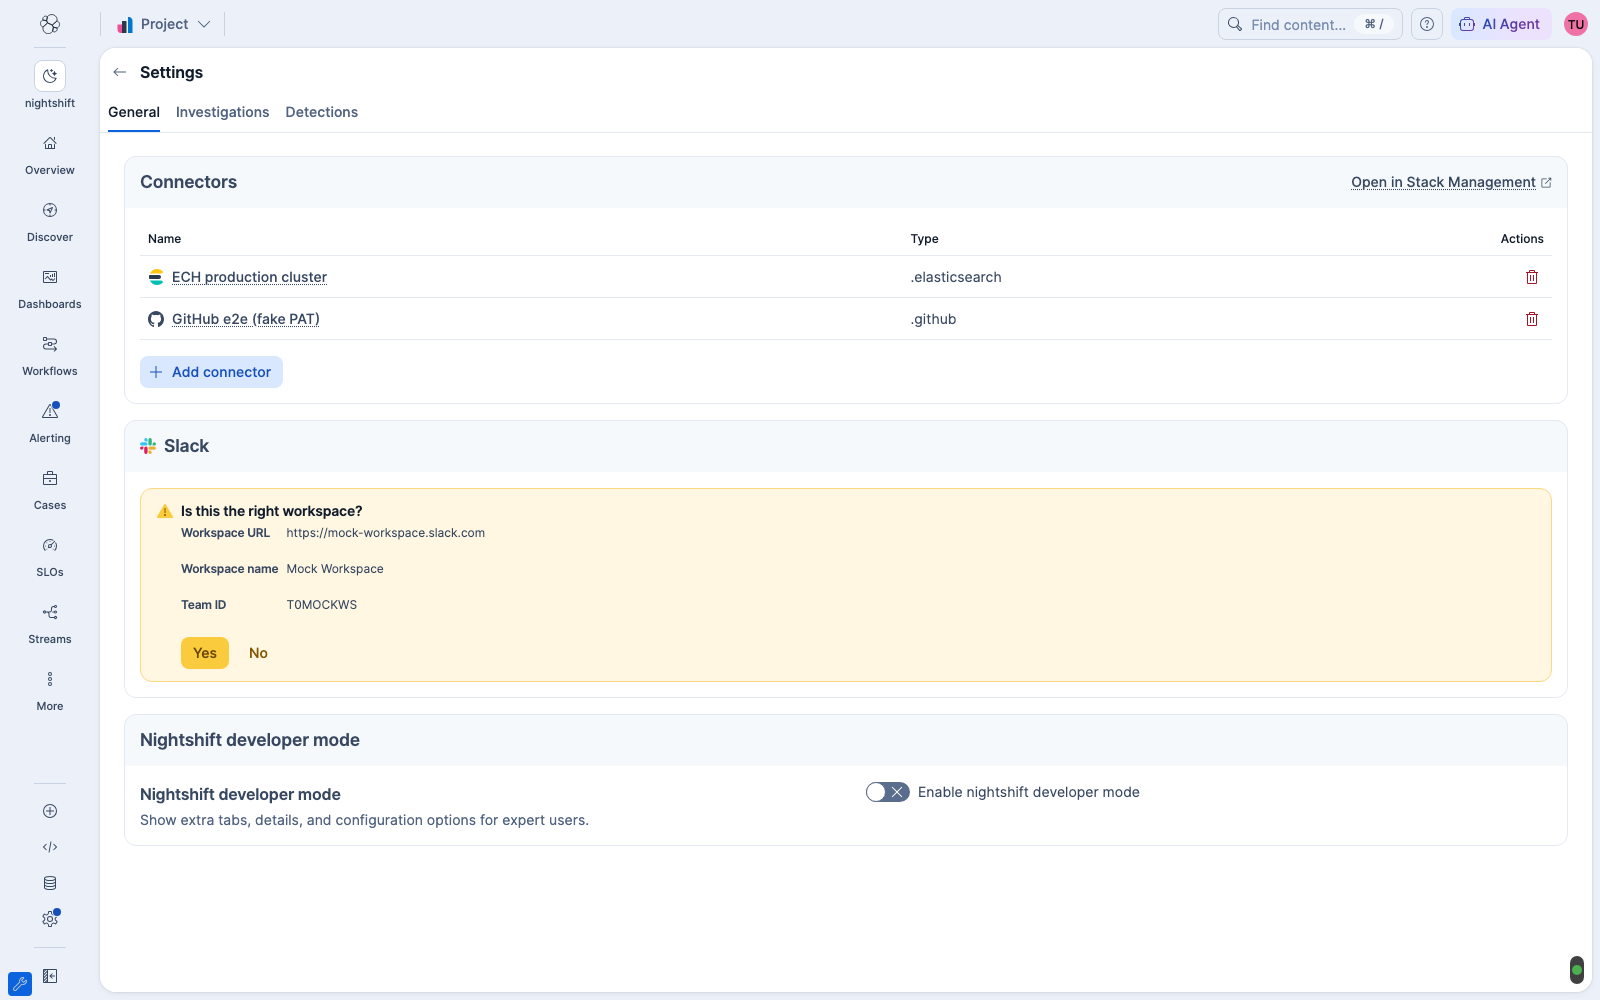 Project
Find content...
⌘ /
AI Agent
TU
nightshift
Overview
Discover
Dashboards
Workflows
Alerting
Cases
SLOs
Streams
More
Settings
General Investigations Detections
Connectors
Open in Stack Management
Name Type Actions
ECH production cluster .elasticsearch
GitHub e2e (fake PAT) .github
Add connector
Slack
Is this the right workspace?
Workspace URL https://mock-workspace.slack.com
Workspace name Mock Workspace
Team ID T0MOCKWS
Yes No
Nightshift developer mode
Nightshift developer mode
Show extra tabs, details, and configuration options for expert users.
Enable nightshift developer mode